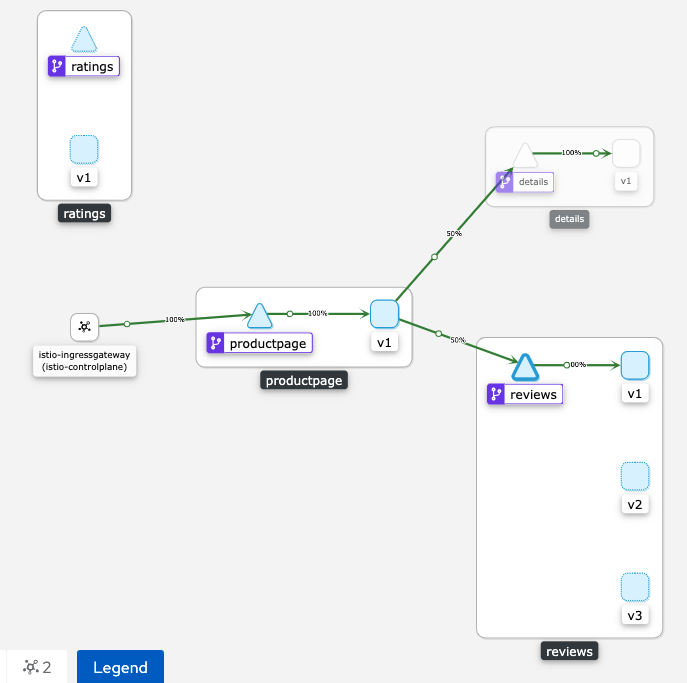 ratings
v1
ratings
100%
details
v1
details
50%
istio-ingressgateway
(istio-controlplane)
100%
productpage
100%
v1
productpage
50%
reviews
00%
v1
v2
v3
reviews
2
Legend